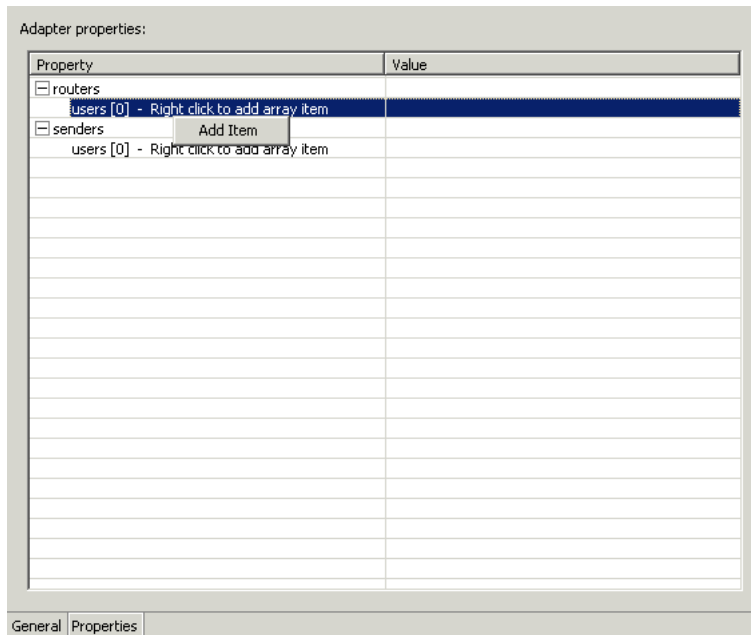 Adapter properties:
Property Value
routers
users [0] - Right click to add array item
senders
Add Item
users [0] - Right click to add array item
General Properties